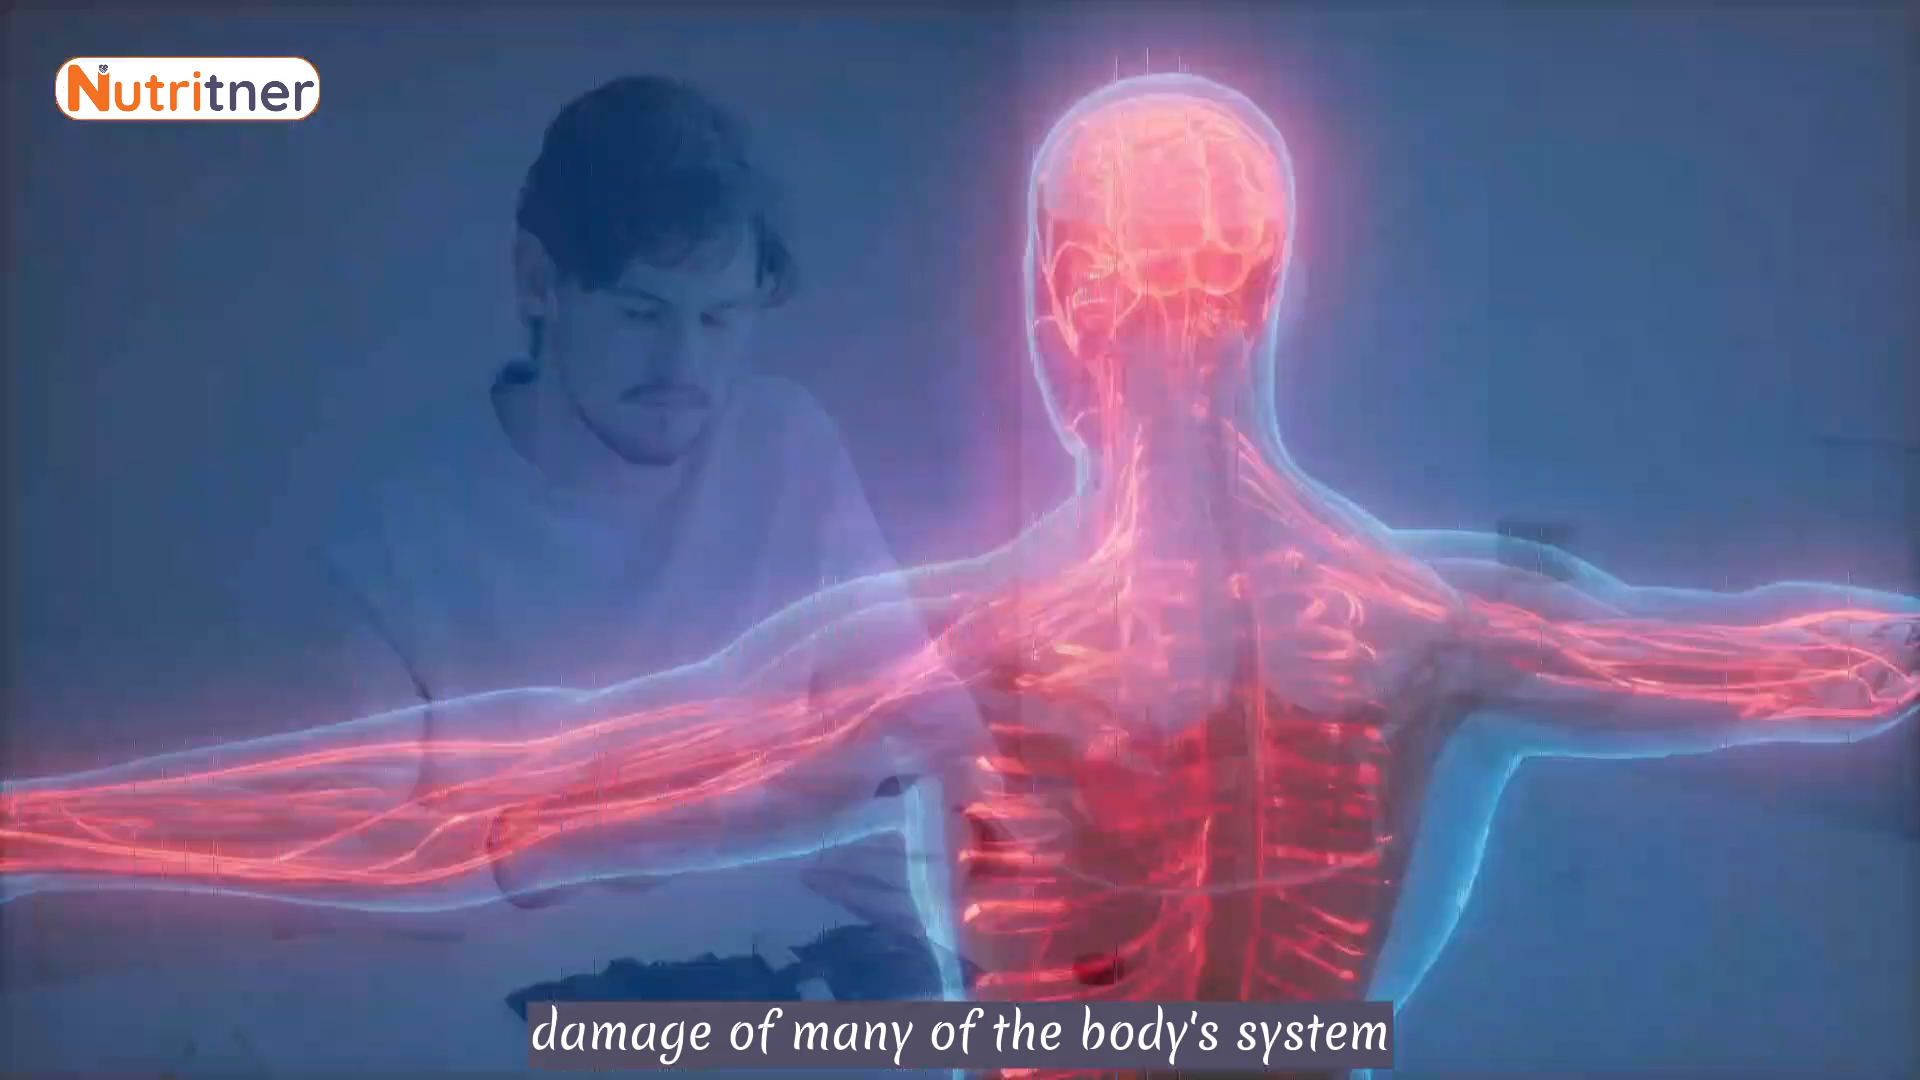 Nutritner
damage of many of the body's system